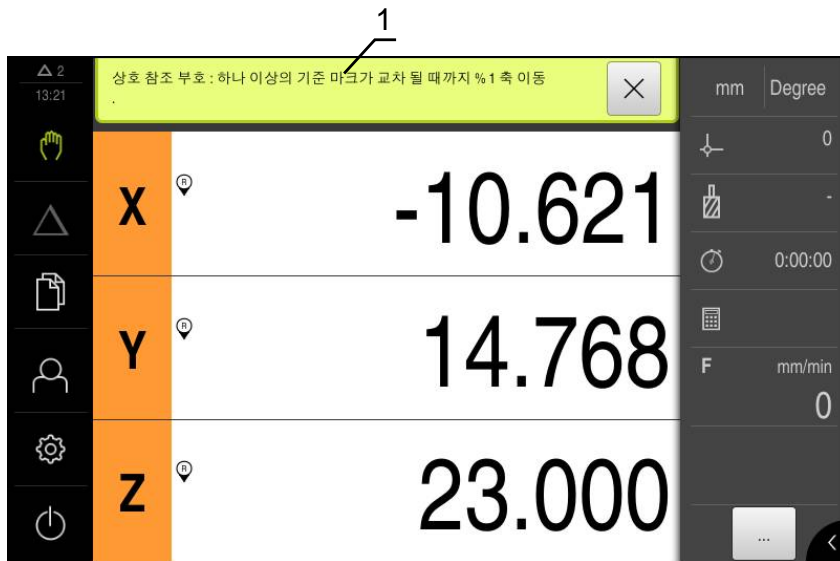 1
△ 2
13:21
상호 참조 부호 : 하나 이상의 기준 마크가 교차 될 때까지 %1 축 이동
.
mm Degree
0
X R -10.621
-
0:00:00
Y R 14.768
F mm/min
0
Z R 23.000
...